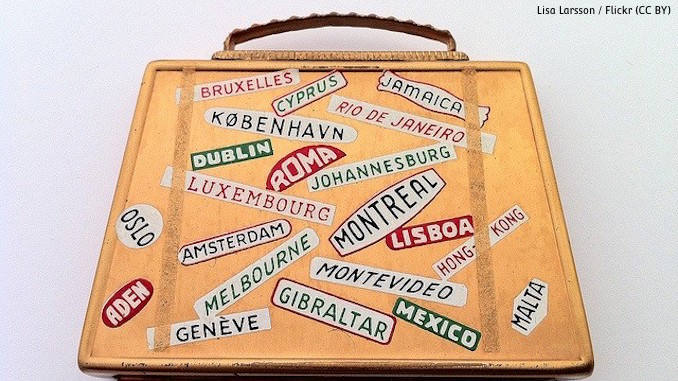 Lisa Larsson / Flickr (CC BY)
BRUXELLES
CYPRUS
JAMAICA
KØBENHAVN
RIO DE JANEIRO
DUBLIN
ROMA
JOHANNESBURG
LUXEMBOURG
MONTREAL
OSLO
AMSTERDAM
LISBOA
HONG-KONG
MELBOURNE
MONTEVIDEO
ADEN
GIBRALTAR
MEXICO
MALTA
GENÈVE